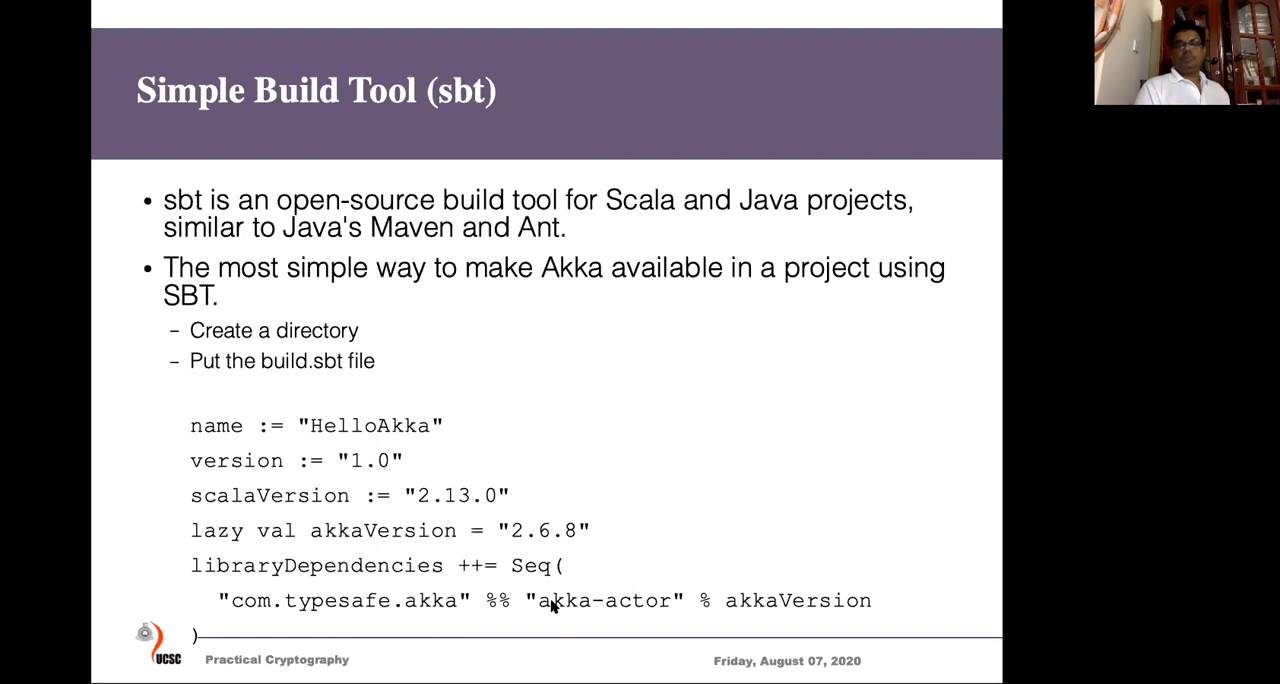 Simple Build Tool (sbt)
• sbt is an open-source build tool for Scala and Java projects,
similar to Java's Maven and Ant.
• The most simple way to make Akka available in a project using
SBT.
– Create a directory
– Put the build.sbt file
name := "HelloAkka"
version := "1.0"
scalaVersion := "2.13.0"
lazy val akkaVersion = "2.6.8"
libraryDependencies ++= Seq(
"com.typesafe.akka" %% "akka-actor" % akkaVersion
)
UCSC
Practical Cryptography
Friday, August 07, 2020